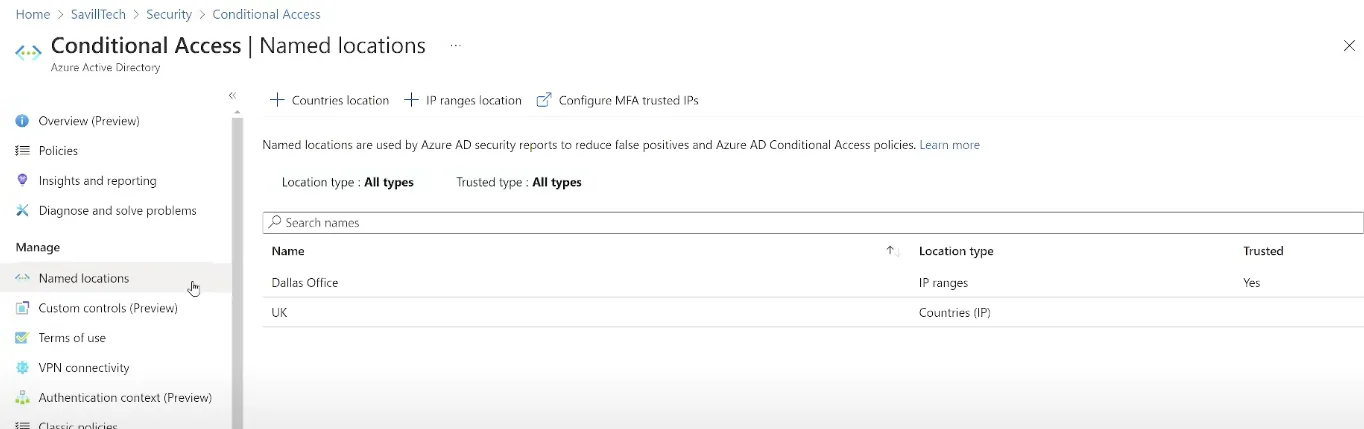 Home > SavillTech > Security > Conditional Access
Conditional Access | Named locations ...
Azure Active Directory
«
Overview (Preview)
Policies
Insights and reporting
Diagnose and solve problems
Manage
Named locations
Custom controls (Preview)
Terms of use
VPN connectivity
Authentication context (Preview)
Classic policies
+ Countries location + IP ranges location Configure MFA trusted IPs
Named locations are used by Azure AD security reports to reduce false positives and Azure AD Conditional Access policies. Learn more
Location type : All types Trusted type : All types
Search names
Name Location type Trusted
Dallas Office IP ranges Yes
UK Countries (IP)